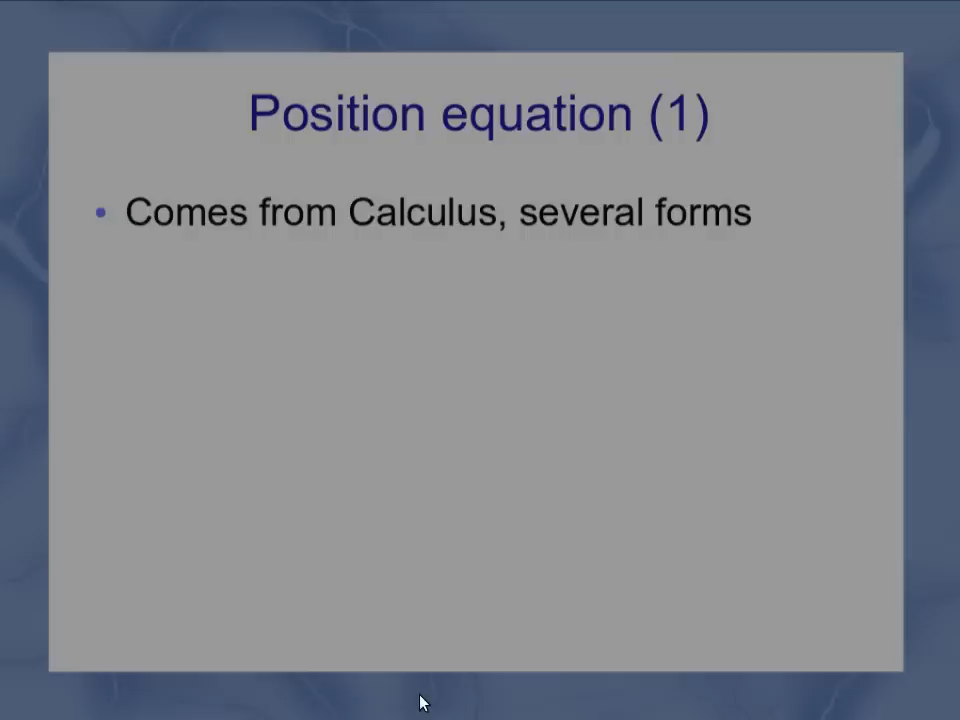 Position equation (1)
• Comes from Calculus, several forms